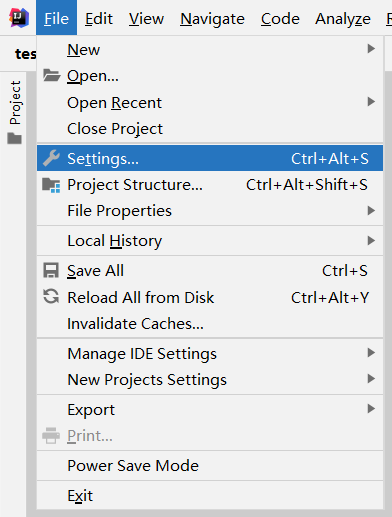 File Edit View Navigate Code Analyze
tes
Project
New
Open...
Open Recent
Close Project
Settings... Ctrl+Alt+S
Project Structure... Ctrl+Alt+Shift+S
File Properties
Local History
Save All Ctrl+S
Reload All from Disk Ctrl+Alt+Y
Invalidate Caches...
Manage IDE Settings
New Projects Settings
Export
Print...
Power Save Mode
Exit